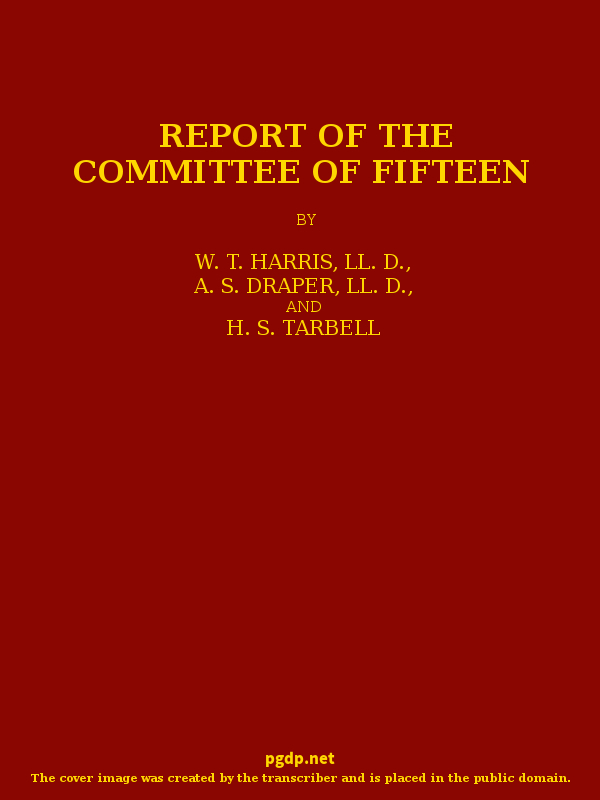 REPORT OF THE
COMMITTEE OF FIFTEEN
BY
W. T. HARRIS, LL. D.,
A. S. DRAPER, LL. D.,
AND
H. S. TARBELL
pgdp.net
The cover image was created by the transcriber and is placed in the public domain.